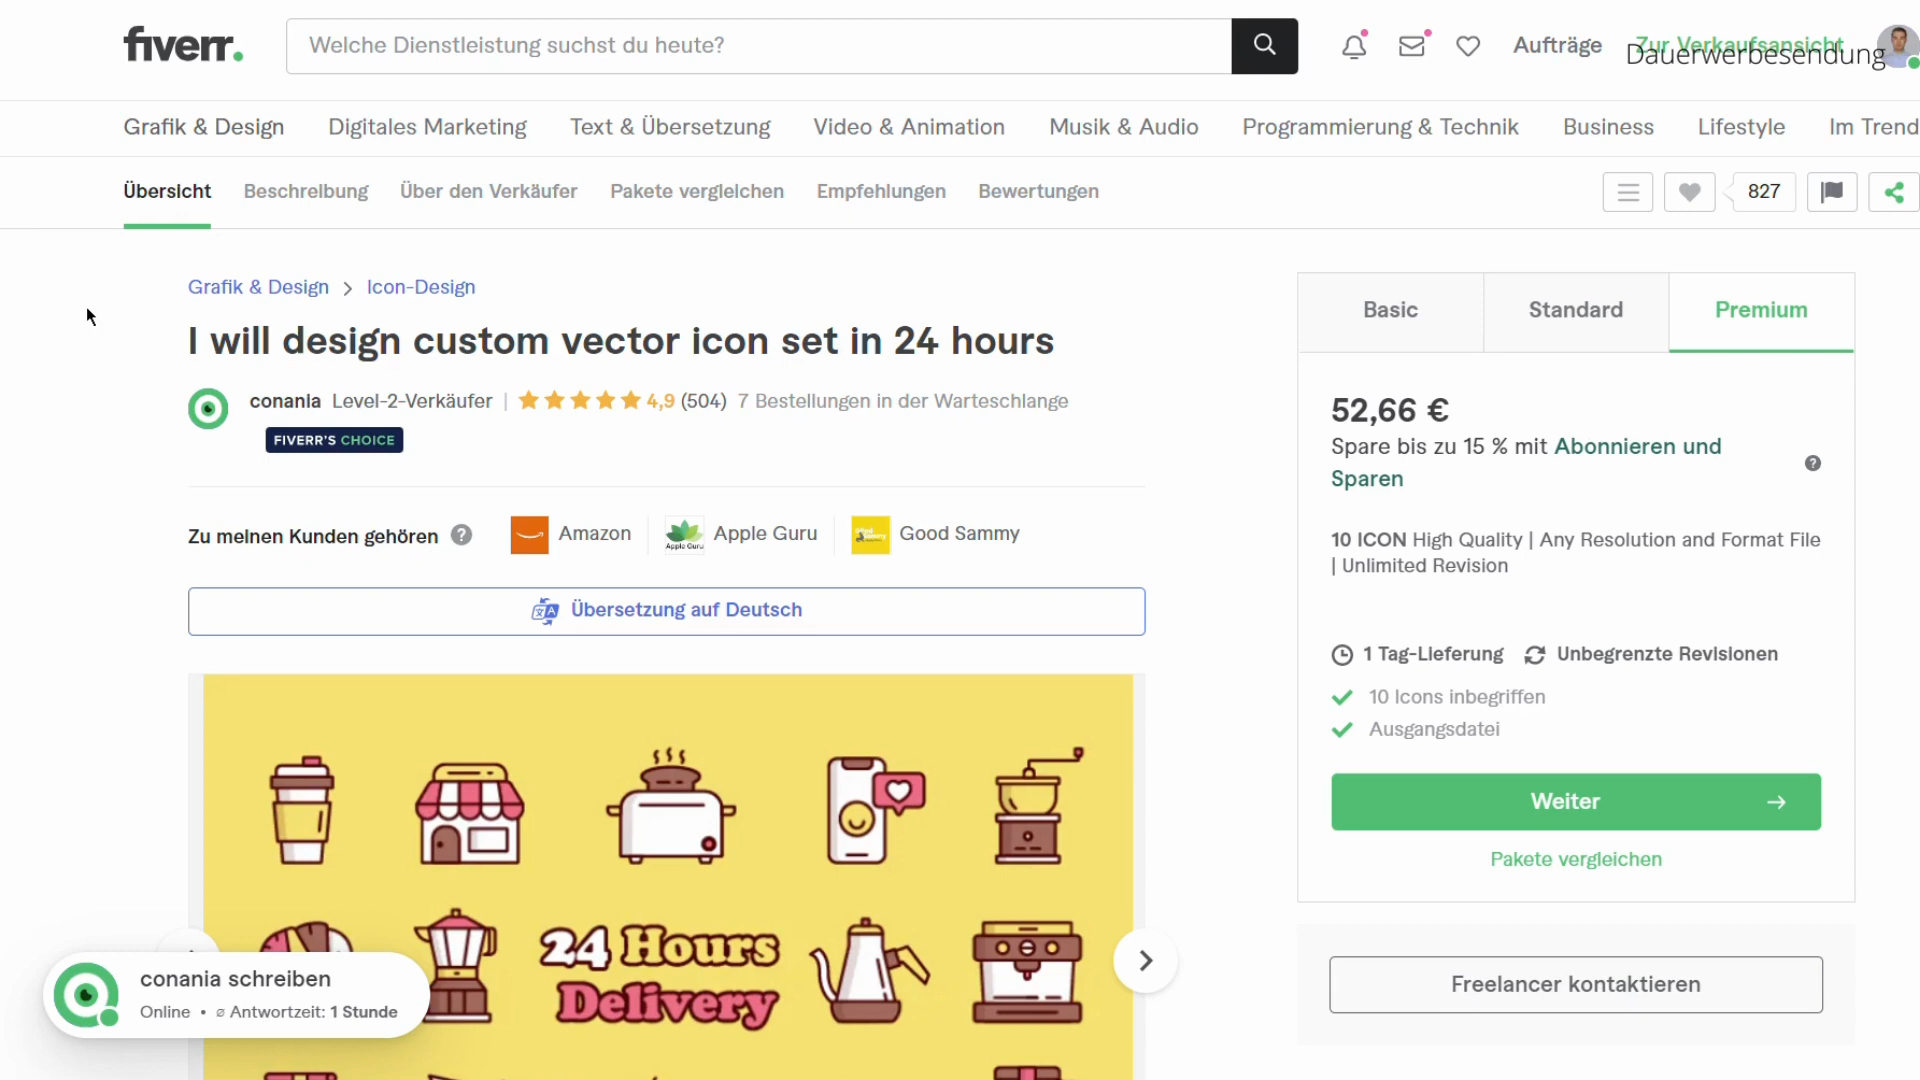 fiverr.
Welche Dienstleistung suchst du heute?
Aufträge
Zur Verkaufsansicht
Dauerwerbesendung
Grafik & Design
Digitales Marketing
Text & Übersetzung
Video & Animation
Musik & Audio
Programmierung & Technik
Business
Lifestyle
Im Trend
Übersicht
Beschreibung
Über den Verkäufer
Pakete vergleichen
Empfehlungen
Bewertungen
827
Grafik & Design > Icon-Design
I will design custom vector icon set in 24 hours
conania Level-2-Verkäufer | 4,9 (504) 7 Bestellungen in der Warteschlange
FIVERR'S CHOICE
Zu meinen Kunden gehören ?
Amazon
Apple Guru
Apple Guru
Good Sammy
Übersetzung auf Deutsch
24 Hours
Delivery
conania schreiben
Online • ø Antwortzeit: 1 Stunde
Basic
Standard
Premium
52,66 €
Spare bis zu 15 % mit Abonnieren und
Sparen
?
10 ICON High Quality | Any Resolution and Format File
| Unlimited Revision
1 Tag-Lieferung
Unbegrenzte Revisionen
10 Icons inbegriffen
Ausgangsdatei
Weiter
Pakete vergleichen
Freelancer kontaktieren